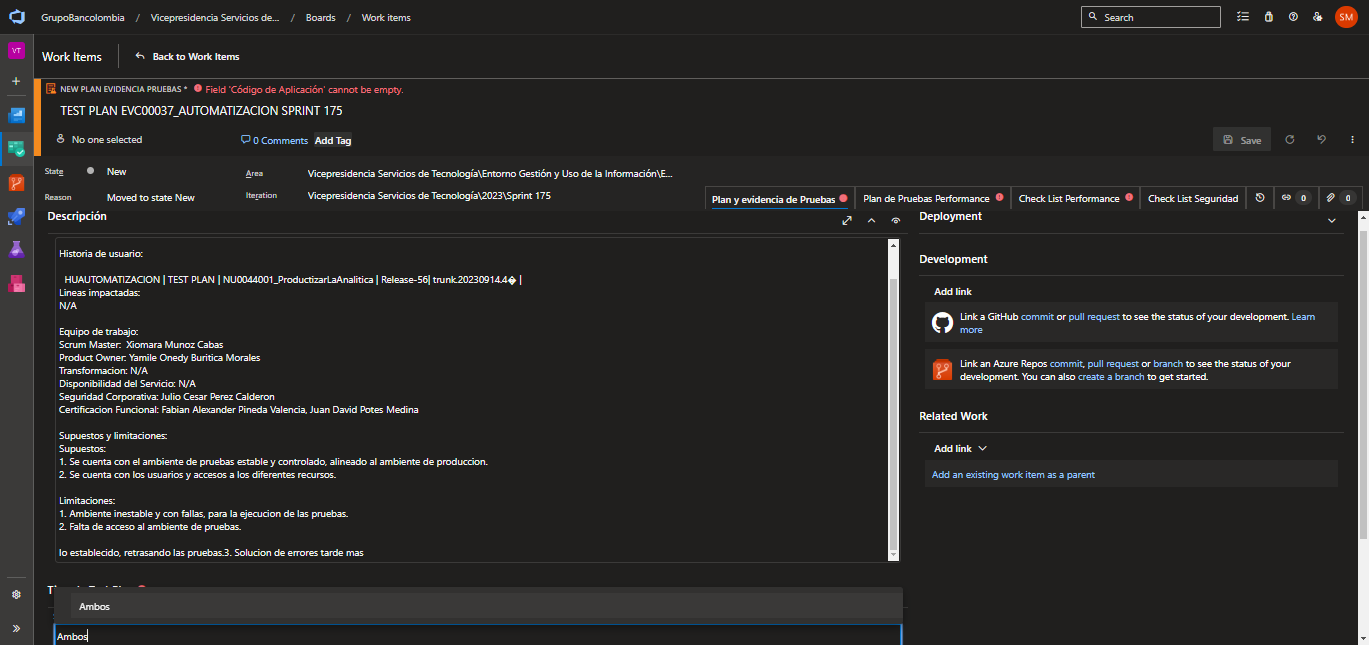 GrupoBancolombia / Vicepresidencia Servicios de... / Boards / Work items
Search
SM
VT
Work Items
Back to Work Items
NEW PLAN EVIDENCIA PRUEBAS * Field 'Código de Aplicación' cannot be empty.
TEST PLAN EVC00037_AUTOMATIZACION SPRINT 175
No one selected
0 Comments
Add Tag
Save
State
New
Area
Vicepresidencia Servicios de Tecnología\Entorno Gestión y Uso de la Información\E...
Reason
Moved to state New
Iteration
Vicepresidencia Servicios de Tecnología\2023\Sprint 175
Plan y evidencia de Pruebas
Plan de Pruebas Performance
Check List Performance
Check List Seguridad
0
0
Descripción
Historia de usuario:
HUAUTOMATIZACION | TEST PLAN | NU0044001_ProductizarLaAnalitica | Release-56| trunk.20230914.4� |
Lineas impactadas:
N/A
Equipo de trabajo:
Scrum Master: Xiomara Munoz Cabas
Product Owner: Yamile Onedy Buritica Morales
Transformacion: N/A
Disponibilidad del Servicio: N/A
Seguridad Corporativa: Julio Cesar Perez Calderon
Certificacion Funcional: Fabian Alexander Pineda Valencia, Juan David Potes Medina
Supuestos y limitaciones:
Supuestos:
1. Se cuenta con el ambiente de pruebas estable y controlado, alineado al ambiente de produccion.
2. Se cuenta con los usuarios y accesos a los diferentes recursos.
Limitaciones:
1. Ambiente inestable y con fallas, para la ejecucion de las pruebas.
2. Falta de acceso al ambiente de pruebas.
lo establecido, retrasando las pruebas.3. Solucion de errores tarde mas
Ambos
Ambos
Deployment
Development
Add link
Link a GitHub commit or pull request to see the status of your development. Learn
more
Link an Azure Repos commit, pull request or branch to see the status of your
development. You can also create a branch to get started.
Related Work
Add link
Add an existing work item as a parent